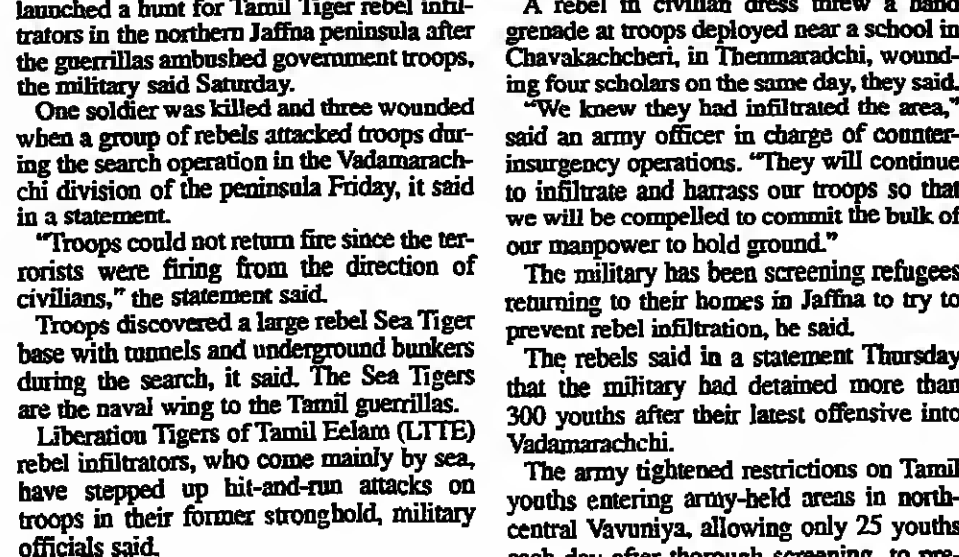 launched a hunt for Tamil Tiger rebel infil-
trators in the northern Jaffna peninsula after
the guerrillas ambushed government troops,
the military said Saturday.
One soldier was killed and three wounded
when a group of rebels attacked troops dur-
ing the search operation in the Vadamarach-
chi division of the peninsula Friday, it said
in a statement.
"Troops could not return fire since the ter-
rorists were firing from the direction of
civilians," the statement said.
Troops discovered a large rebel Sea Tiger
base with tunnels and underground bunkers
during the search, it said. The Sea Tigers
are the naval wing to the Tamil guerrillas.
Liberation Tigers of Tamil Eelam (LTTE)
rebel infiltrators, who come mainly by sea,
have stepped up hit-and-run attacks on
troops in their former stronghold, military
officials said.
A rebel in civilian dress threw a hand
grenade at troops deployed near a school in
Chavakachcheri, in Thenmaradchi, wound-
ing four scholars on the same day, they said.
"We knew they had infiltrated the area,"
said an army officer in charge of counter-
insurgency operations. "They will continue
to infiltrate and harrass our troops so that
we will be compelled to commit the bulk of
our manpower to hold ground."
The military has been screening refugees
returning to their homes in Jaffna to try to
prevent rebel infiltration, he said.
The rebels said in a statement Thursday
that the military had detained more than
300 youths after their latest offensive into
Vadamarachchi.
The army tightened restrictions on Tamil
youths entering army-held areas in north-
central Vavuniya, allowing only 25 youths
each day after thorough screening, to pre-